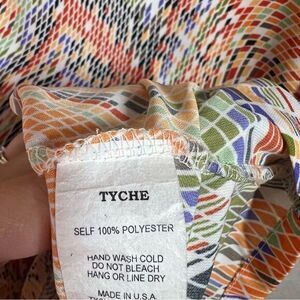 TYCHE
SELF 100% POLYESTER
HAND WASH COLD
DO NOT BLEACH
HANG OR LINE DRY
MADE IN U.S.A.